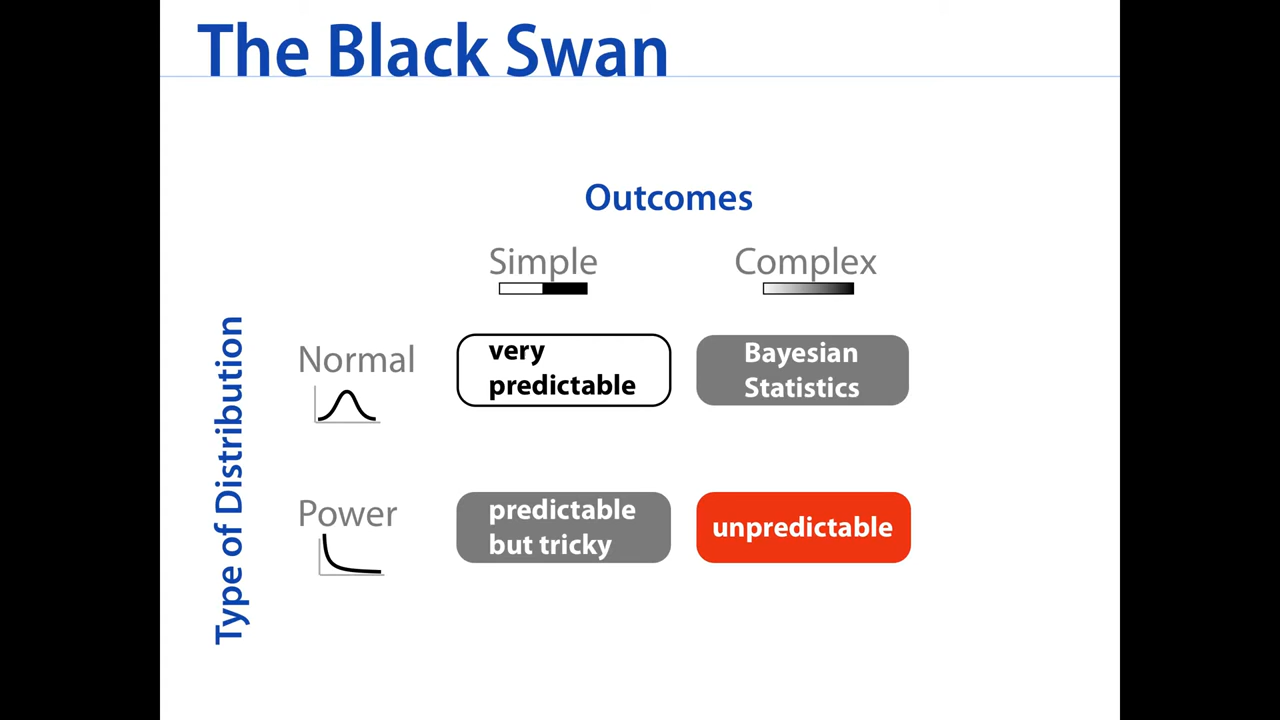 The Black Swan
Outcomes
Simple
Complex
Type of Distribution
Normal
very
predictable
Bayesian
Statistics
Power
predictable
but tricky
unpredictable